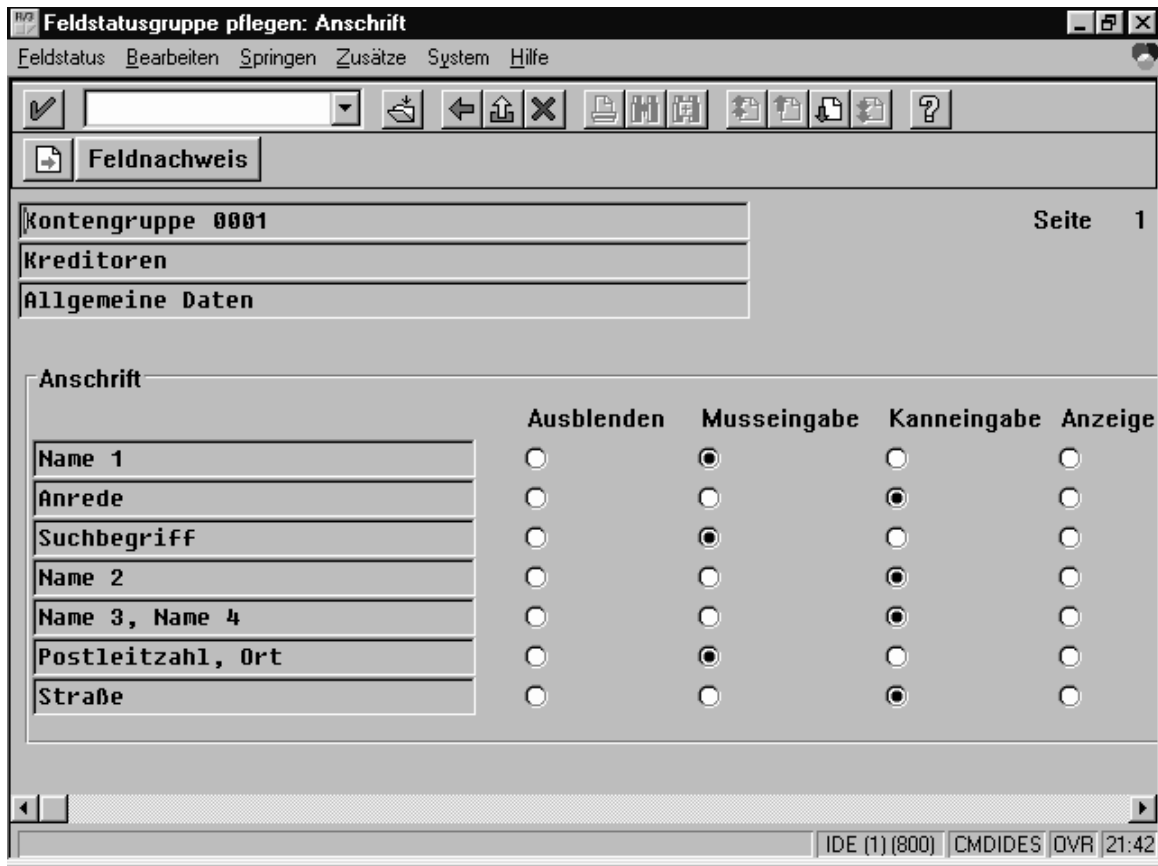 R/3 Feldstatusgruppe pflegen: Anschrift
Feldstatus Bearbeiten Springen Zusätze System Hilfe
Feldnachweis
Kontengruppe 0001 Seite 1
Kreditoren
Allgemeine Daten
Anschrift
Ausblenden Musseingabe Kanneingabe Anzeige
Name 1
Anrede
Suchbegriff
Name 2
Name 3, Name 4
Postleitzahl, Ort
Straße
IDE (1) (800) CMDIDES OVR 21:42